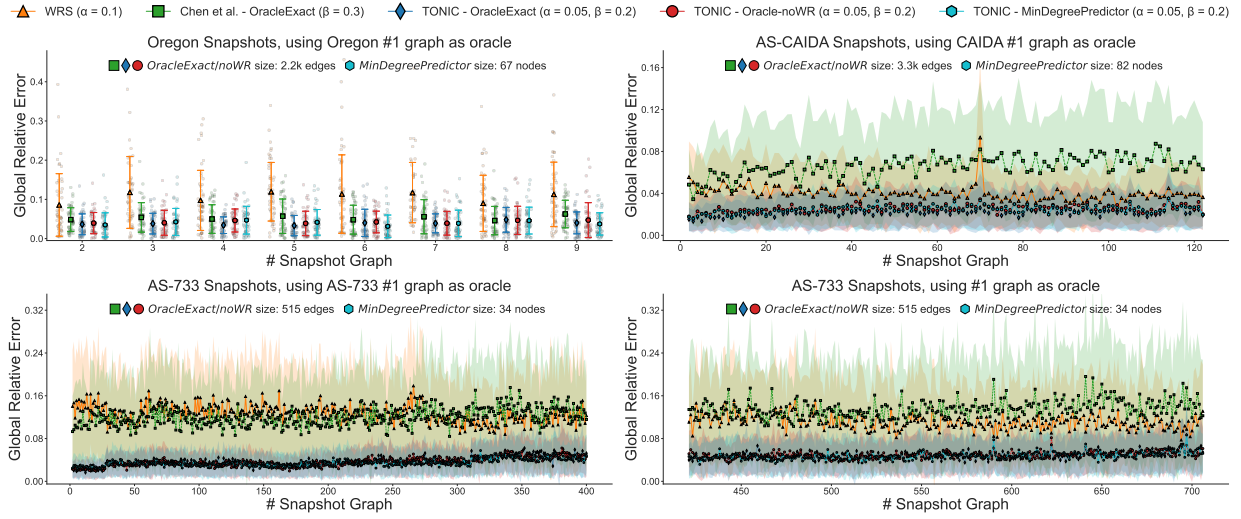 WRS (α = 0.1) Chen et al. - OracleExact (β = 0.3) TONIC - OracleExact (α = 0.05, β = 0.2) TONIC - Oracle-noWR (α = 0.05, β = 0.2) TONIC - MinDegreePredictor (α = 0.05, β = 0.2)
Oregon Snapshots, using Oregon #1 graph as oracle
OracleExact/noWR size: 2.2k edges MinDegreePredictor size: 67 nodes
Global Relative Error
0.4
0.3
0.2
0.1
0.0
2 3 4 5 6 7 8 9
# Snapshot Graph
AS-CAIDA Snapshots, using CAIDA #1 graph as oracle
OracleExact/noWR size: 3.3k edges MinDegreePredictor size: 82 nodes
Global Relative Error
0.16
0.12
0.08
0.04
0.00
0 20 40 60 80 100 120
# Snapshot Graph
AS-733 Snapshots, using AS-733 #1 graph as oracle
OracleExact/noWR size: 515 edges MinDegreePredictor size: 34 nodes
Global Relative Error
0.32
0.24
0.16
0.08
0.00
0 50 100 150 200 250 300 350 400
# Snapshot Graph
AS-733 Snapshots, using #1 graph as oracle
OracleExact/noWR size: 515 edges MinDegreePredictor size: 34 nodes
Global Relative Error
0.32
0.24
0.16
0.08
0.00
450 500 550 600 650 700
# Snapshot Graph